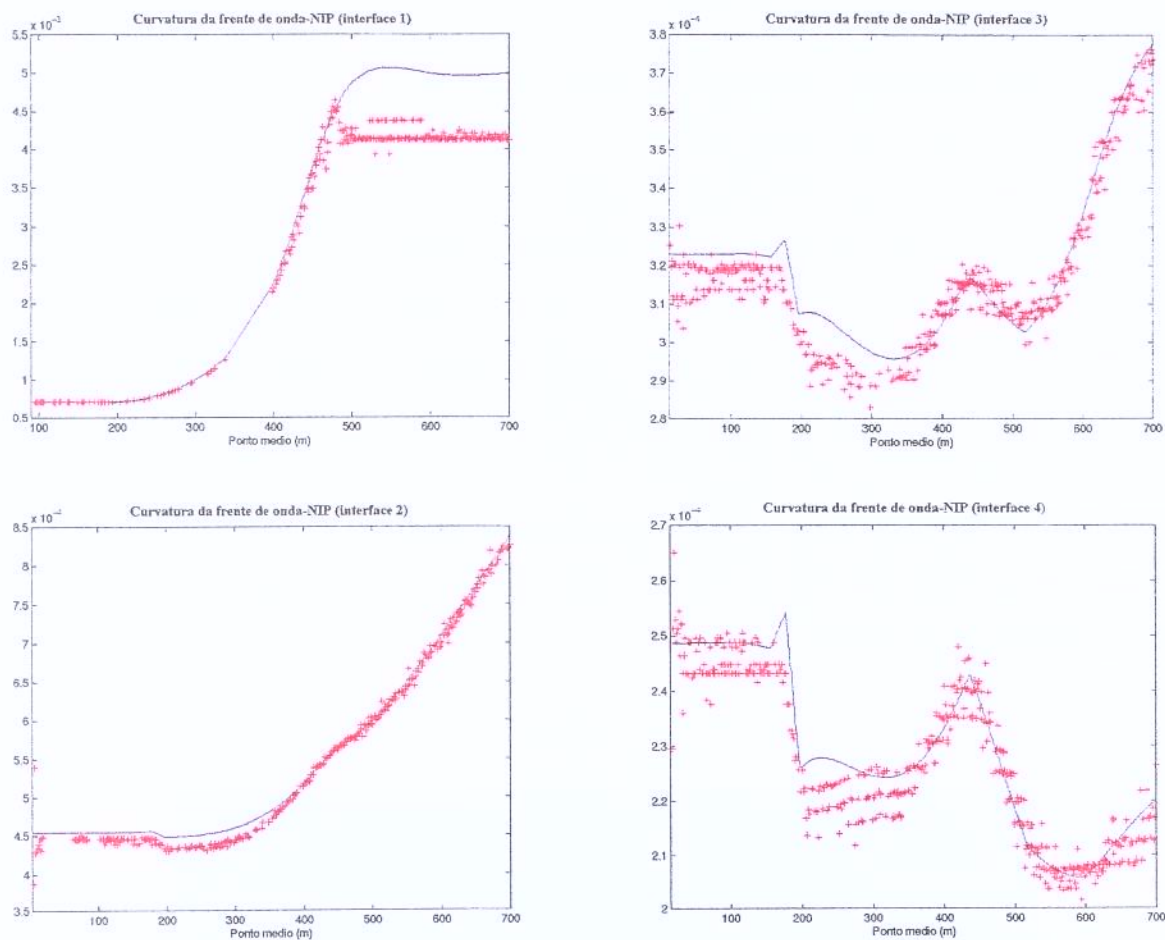 Curvatura da frente de onda-NIP (interface 1)
x 10
5.5
5
4.5
4
3.5
3
2.5
2
1.5
1
0.5
100 200 300 400 500 600 700
Ponto medio (m)
Curvatura da frente de onda-NIP (interface 3)
x 10
3.8
3.7
3.6
3.5
3.4
3.3
3.2
3.1
3
2.9
2.8
100 200 300 400 500 600 700
Ponto medio (m)
Curvatura da frente de onda-NIP (interface 2)
x 10
8.5
8
7.5
7
6.5
6
5.5
5
4.5
4
3.5
100 200 300 400 500 600 700
Ponto medio (m)
Curvatura da frente de onda-NIP (interface 4)
x 10
2.7
2.6
2.5
2.4
2.3
2.2
2.1
2
100 200 300 400 500 600 700
Ponto medio (m)